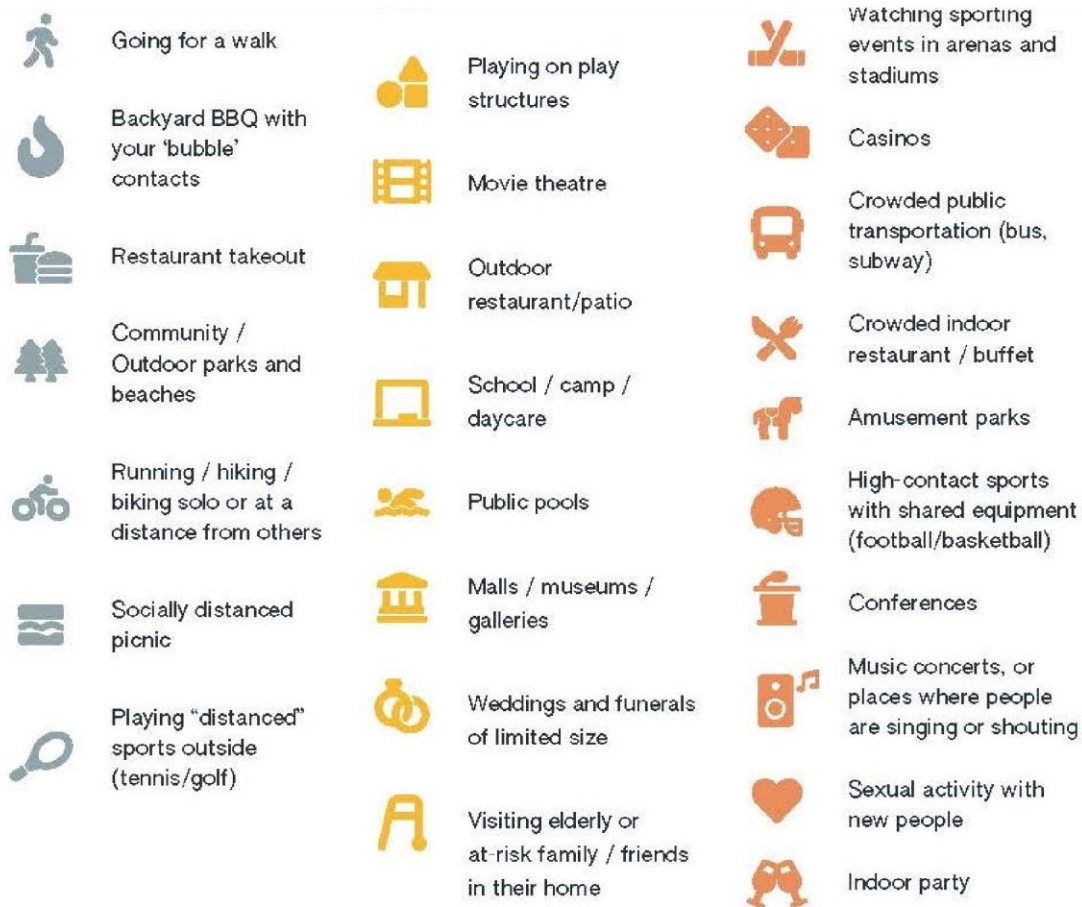 Going for a walk
Backyard BBQ with
your ‘bubble’
contacts
Restaurant takeout
Community /
Outdoor parks and
beaches
Running / hiking /
biking solo or at a
distance from others
Socially distanced
picnic
Playing “distanced”
sports outside
(tennis/golf)
Playing on play
structures
Movie theatre
Outdoor
restaurant/patio
School / camp /
daycare
Public pools
Malls / museums /
galleries
Weddings and funerals
of limited size
Visiting elderly or
at-risk family / friends
in their home
Watching sporting
events in arenas and
stadiums
Casinos
Crowded public
transportation (bus,
subway)
Crowded indoor
restaurant / buffet
Amusement parks
High-contact sports
with shared equipment
(football/basketball)
Conferences
Music concerts, or
places where people
are singing or shouting
Sexual activity with
new people
Indoor party